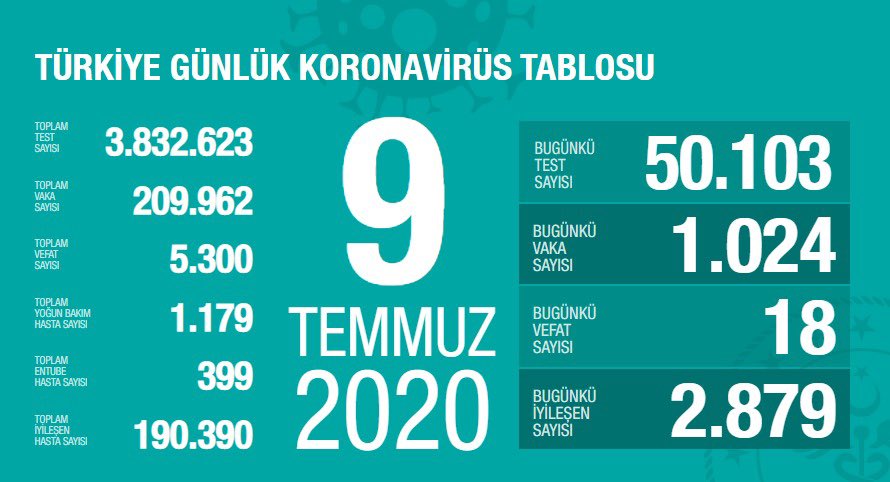 TÜRKİYE GÜNLÜK KORONAVİRÜS TABLOSU
TOPLAM
TEST
SAYISI
3.832.623
TOPLAM
VAKA
SAYISI
209.962
TOPLAM
VEFAT
SAYISI
5.300
TOPLAM
YOĞUN BAKIM
HASTA SAYISI
1.179
TOPLAM
ENTUBE
HASTA SAYISI
399
TOPLAM
İYİLEŞEN
HASTA SAYISI
190.390
9
TEMMUZ
2020
BUGÜNKÜ
TEST
SAYISI
50.103
BUGÜNKÜ
VAKA
SAYISI
1.024
BUGÜNKÜ
VEFAT
SAYISI
18
BUGÜNKÜ
İYİLEŞEN
SAYISI
2.879